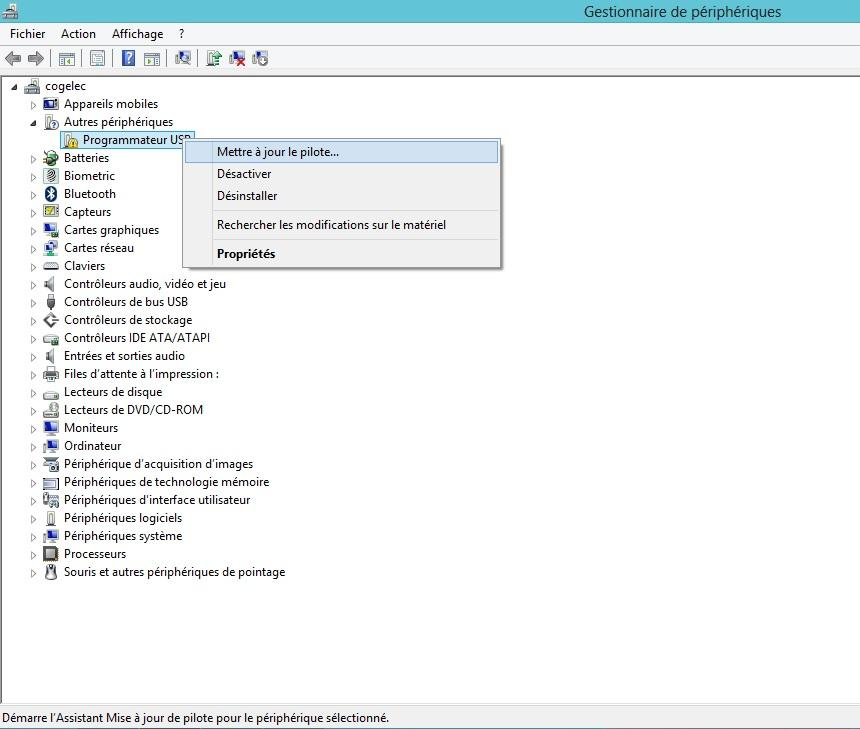 Gestionnaire de périphériques
Fichier Action Affichage ?
cogelec
Appareils mobiles
Autres périphériques
Programmateur USB
Mettre à jour le pilote...
Désactiver
Désinstaller
Rechercher les modifications sur le matériel
Propriétés
Batteries
Biometric
Bluetooth
Capteurs
Cartes graphiques
Cartes réseau
Claviers
Contrôleurs audio, vidéo et jeu
Contrôleurs de bus USB
Contrôleurs de stockage
Contrôleurs IDE ATA/ATAPI
Entrées et sorties audio
Files d'attente à l'impression :
Lecteurs de disque
Lecteurs de DVD/CD-ROM
Moniteurs
Ordinateur
Périphérique d'acquisition d'images
Périphériques de technologie mémoire
Périphériques d'interface utilisateur
Périphériques logiciels
Périphériques système
Processeurs
Souris et autres périphériques de pointage
Démarre l'Assistant Mise à jour de pilote pour le périphérique sélectionné.